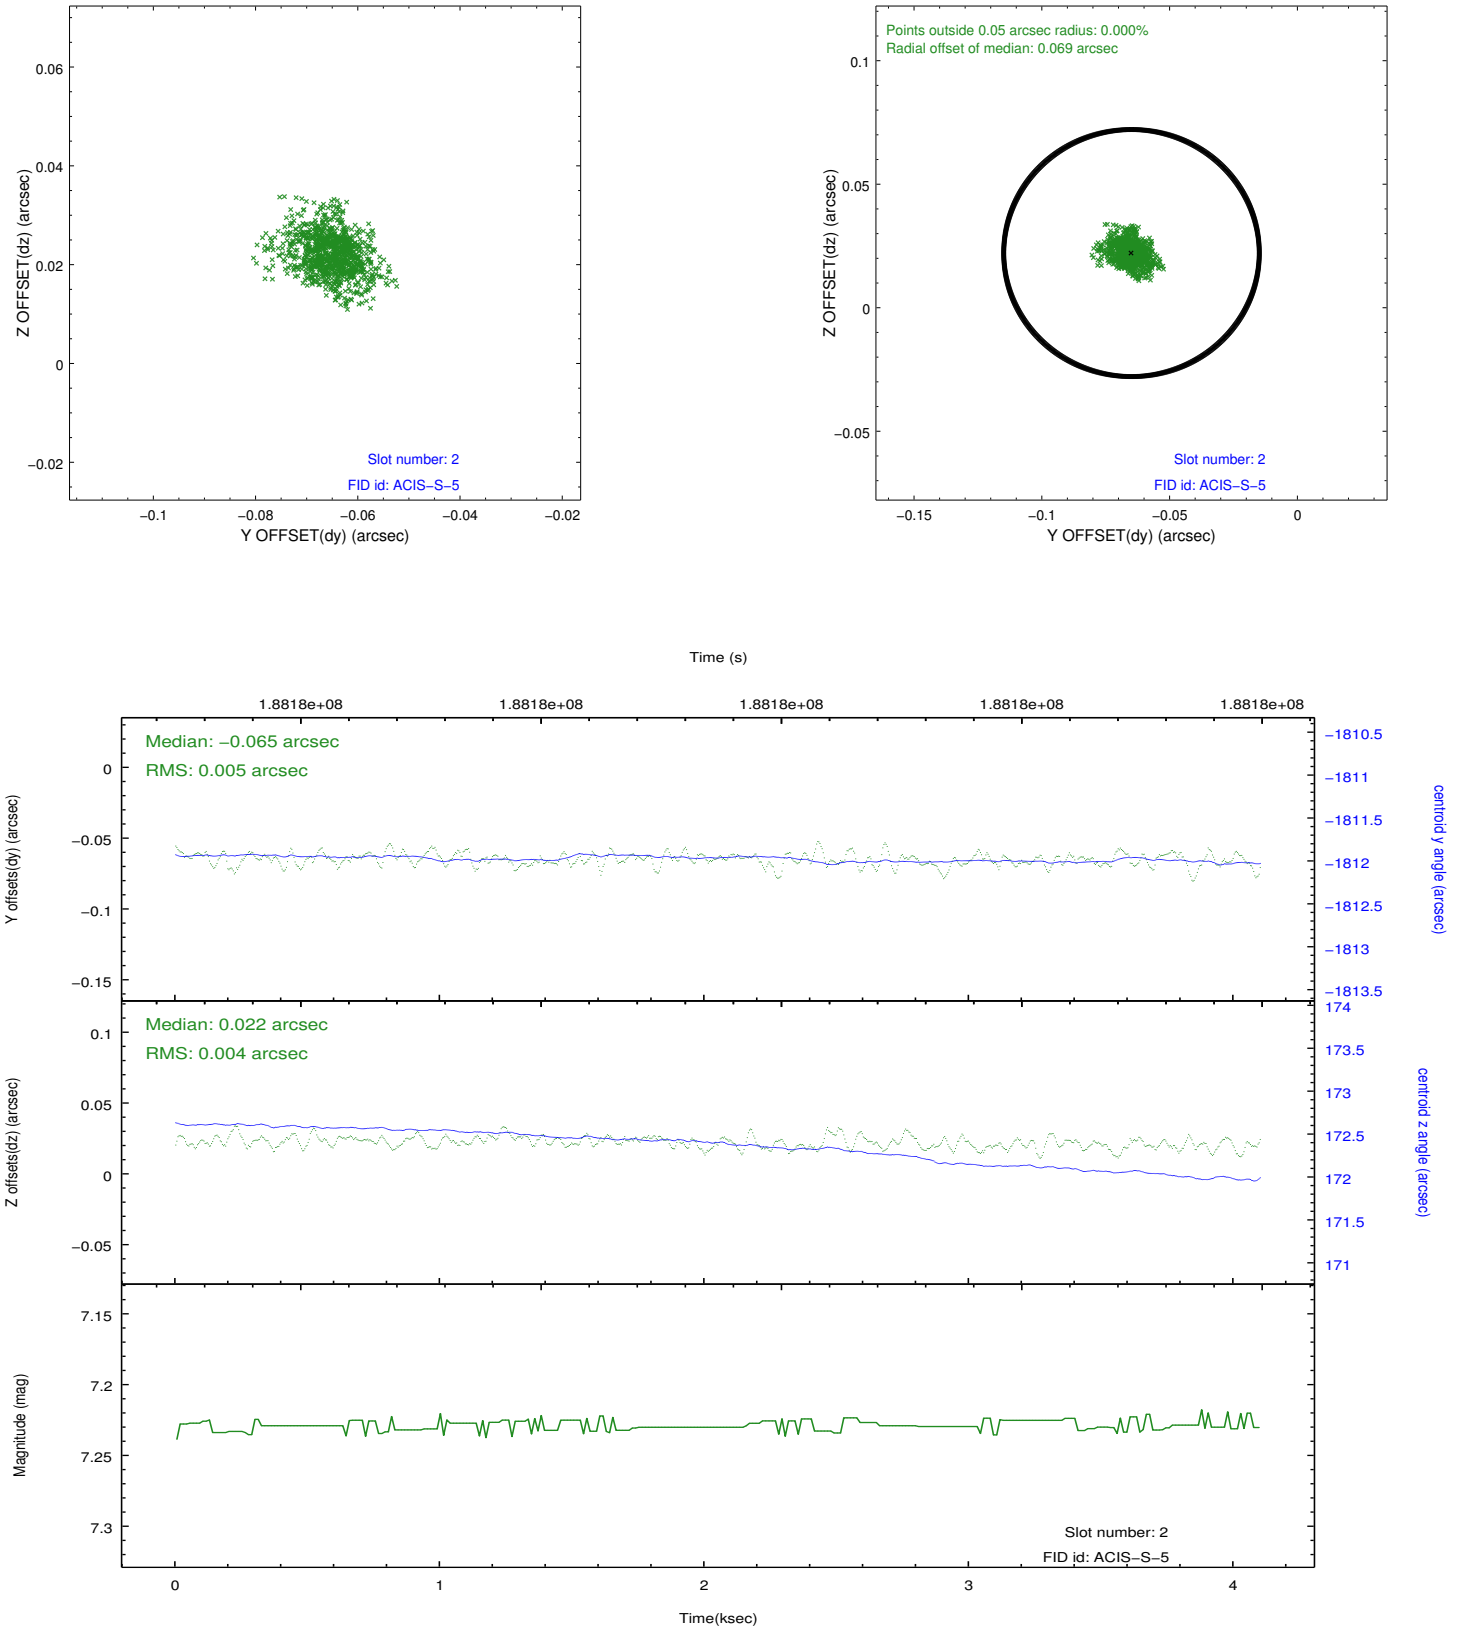 0.06
0.04
0.02
0
−0.02
Z OFFSET(dz) (arcsec)
Slot number: 2
FID id: ACIS−S−5
−0.1
−0.08
−0.06
−0.04
−0.02
Y OFFSET(dy) (arcsec)
Points outside 0.05 arcsec radius: 0.000%
Radial offset of median: 0.069 arcsec
0.1
0.05
0
−0.05
Z OFFSET(dz) (arcsec)
Slot number: 2
FID id: ACIS−S−5
−0.15
−0.1
−0.05
0
Y OFFSET(dy) (arcsec)
Time (s)
1.8818e+08
1.8818e+08
1.8818e+08
1.8818e+08
1.8818e+08
Median: −0.065 arcsec
RMS: 0.005 arcsec
0
−0.05
−0.1
−0.15
Y offsets(dy) (arcsec)
−1810.5
−1811
−1811.5
−1812
−1812.5
−1813
−1813.5
centroid y angle (arcsec)
Median: 0.022 arcsec
RMS: 0.004 arcsec
0.1
0.05
0
−0.05
Z offsets(dz) (arcsec)
174
173.5
173
172.5
172
171.5
171
centroid z angle (arcsec)
7.15
7.2
7.25
7.3
Magnitude (mag)
Slot number: 2
FID id: ACIS−S−5
0
1
2
3
4
Time(ksec)